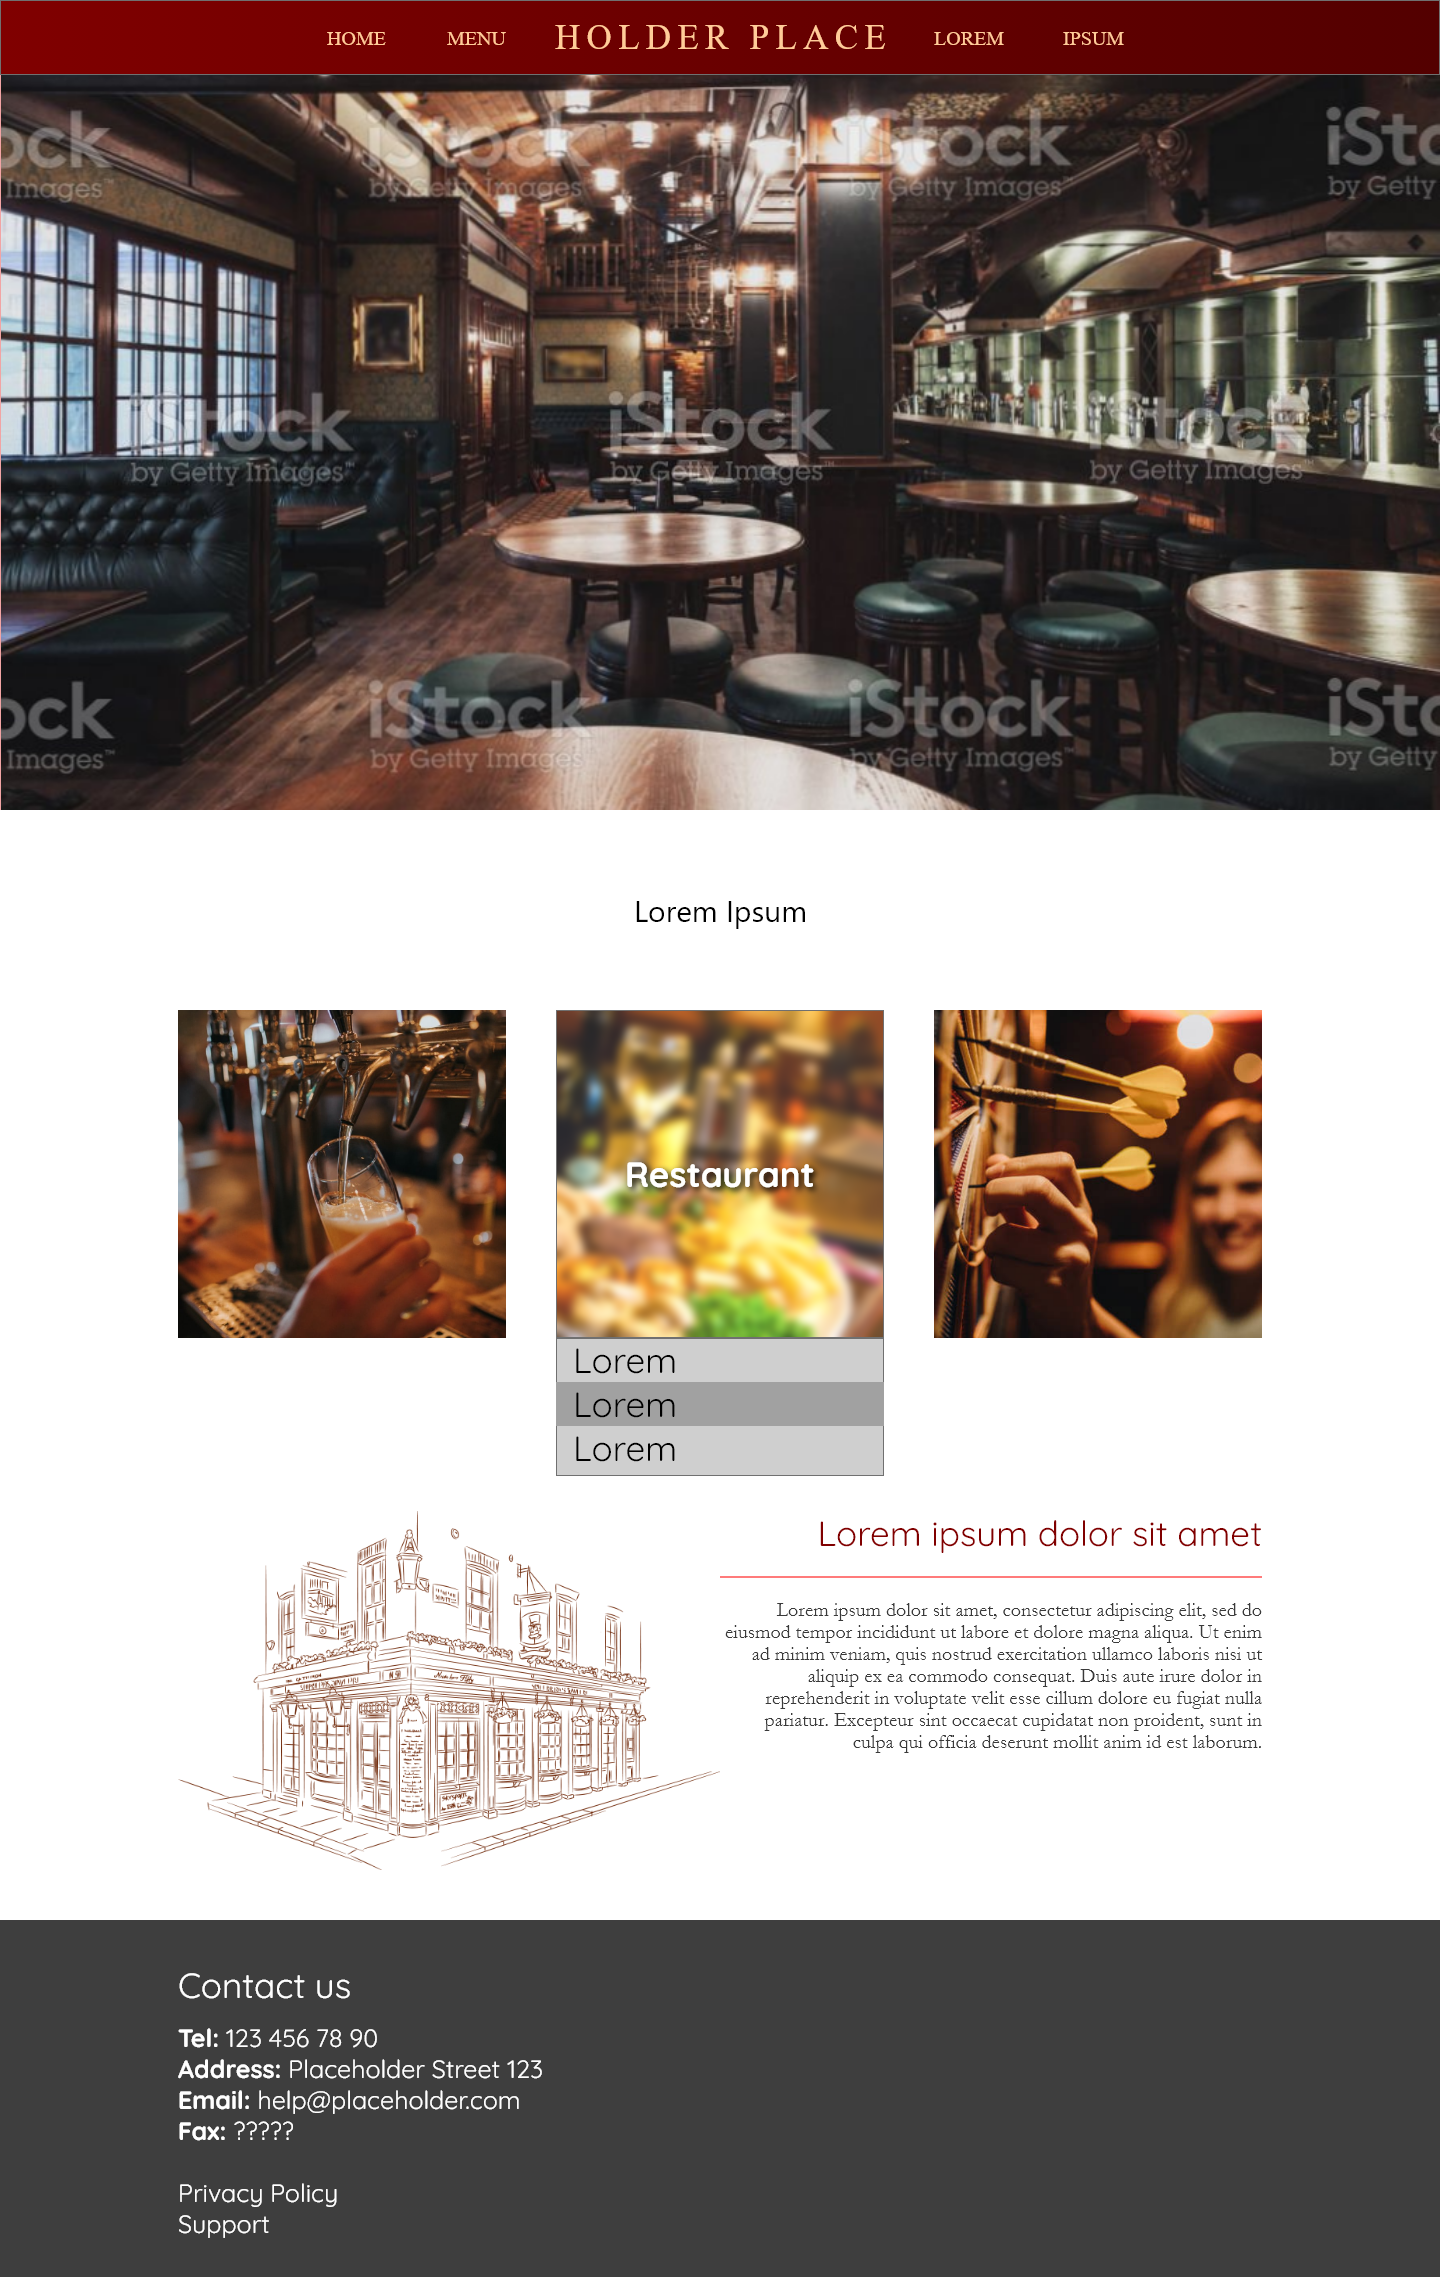 HOME MENU HOLDER PLACE LOREM IPSUM
iStock
by Getty Images™
Lorem Ipsum
Restaurant
Lorem
Lorem
Lorem
Lorem ipsum dolor sit amet
Lorem ipsum dolor sit amet, consectetur adipiscing elit, sed do
eiusmod tempor incididunt ut labore et dolore magna aliqua. Ut enim
ad minim veniam, quis nostrud exercitation ullamco laboris nisi ut
aliquip ex ea commodo consequat. Duis aute irure dolor in
reprehenderit in voluptate velit esse cillum dolore eu fugiat nulla
pariatur. Excepteur sint occaecat cupidatat non proident, sunt in
culpa qui officia deserunt mollit anim id est laborum.
Contact us
Tel: 123 456 78 90
Address: Placeholder Street 123
Email: help@placeholder.com
Fax: ?????
Privacy Policy
Support